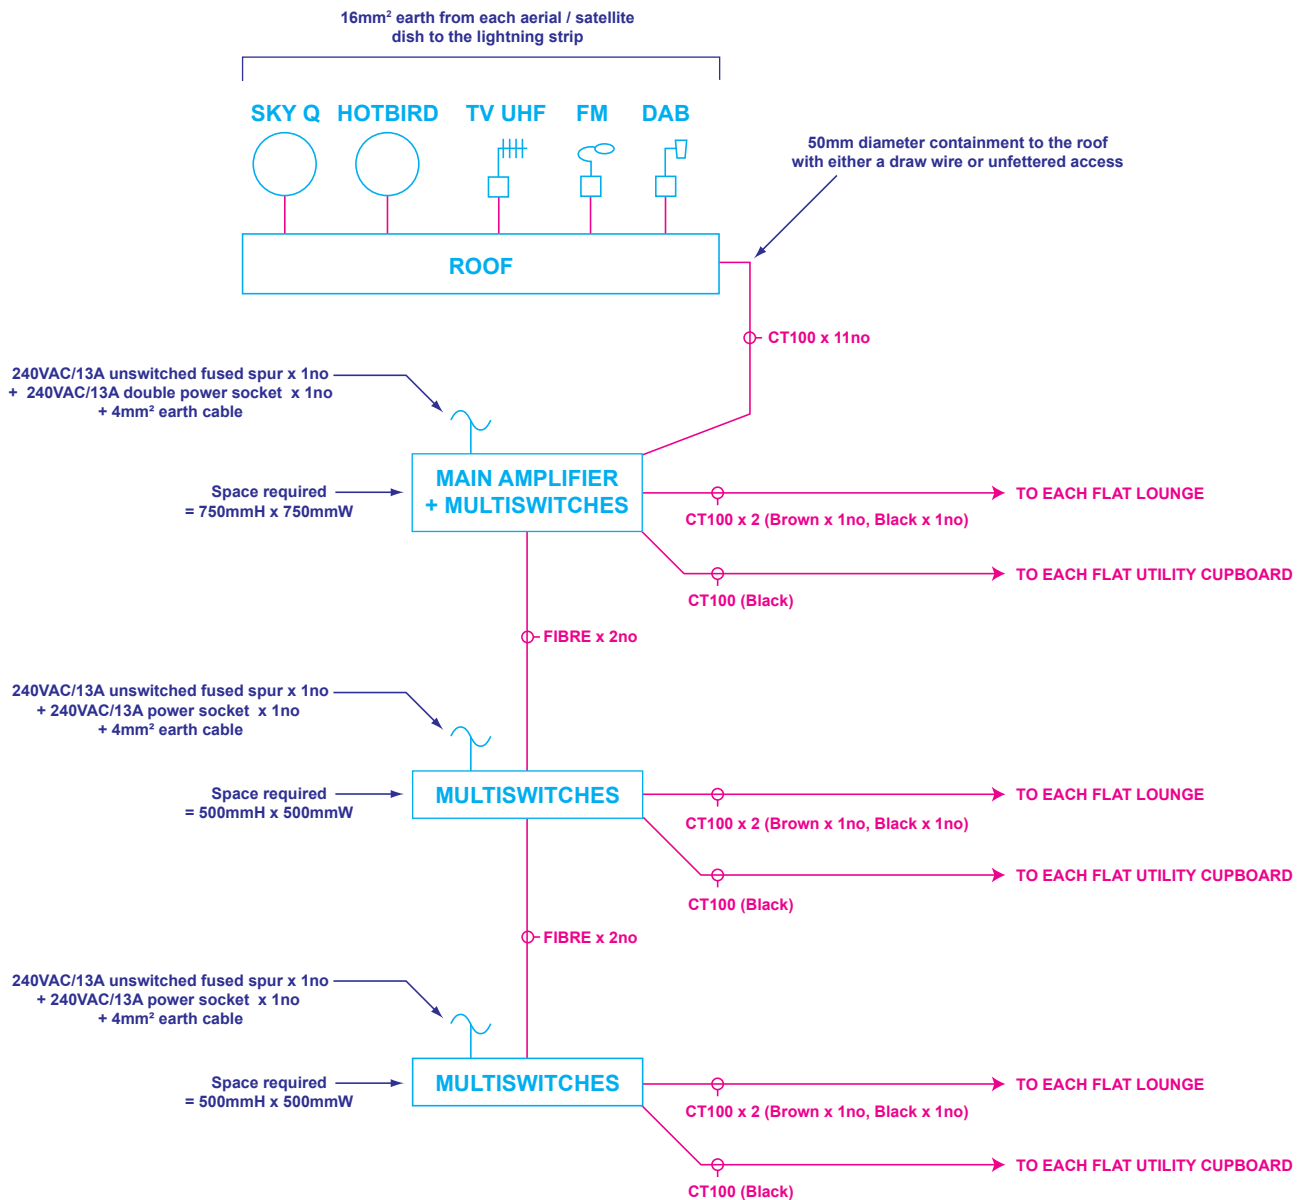 16mm² earth from each aerial / satellite
dish to the lightning strip
SKY Q
HOTBIRD
TV UHF
FM
DAB
50mm diameter containment to the roof
with either a draw wire or unfettered access
ROOF
CT100 x 11no
240VAC/13A unswitched fused spur x 1no
+ 240VAC/13A double power socket x 1no
+ 4mm² earth cable
MAIN AMPLIFIER
+ MULTISWITCHES
Space required
= 750mmH x 750mmW
TO EACH FLAT LOUNGE
CT100 x 2 (Brown x 1no, Black x 1no)
TO EACH FLAT UTILITY CUPBOARD
CT100 (Black)
FIBRE x 2no
240VAC/13A unswitched fused spur x 1no
+ 240VAC/13A power socket x 1no
+ 4mm² earth cable
Space required
= 500mmH x 500mmW
MULTISWITCHES
TO EACH FLAT LOUNGE
CT100 x 2 (Brown x 1no, Black x 1no)
TO EACH FLAT UTILITY CUPBOARD
CT100 (Black)
FIBRE x 2no
240VAC/13A unswitched fused spur x 1no
+ 240VAC/13A power socket x 1no
+ 4mm² earth cable
Space required
= 500mmH x 500mmW
MULTISWITCHES
TO EACH FLAT LOUNGE
CT100 x 2 (Brown x 1no, Black x 1no)
TO EACH FLAT UTILITY CUPBOARD
CT100 (Black)